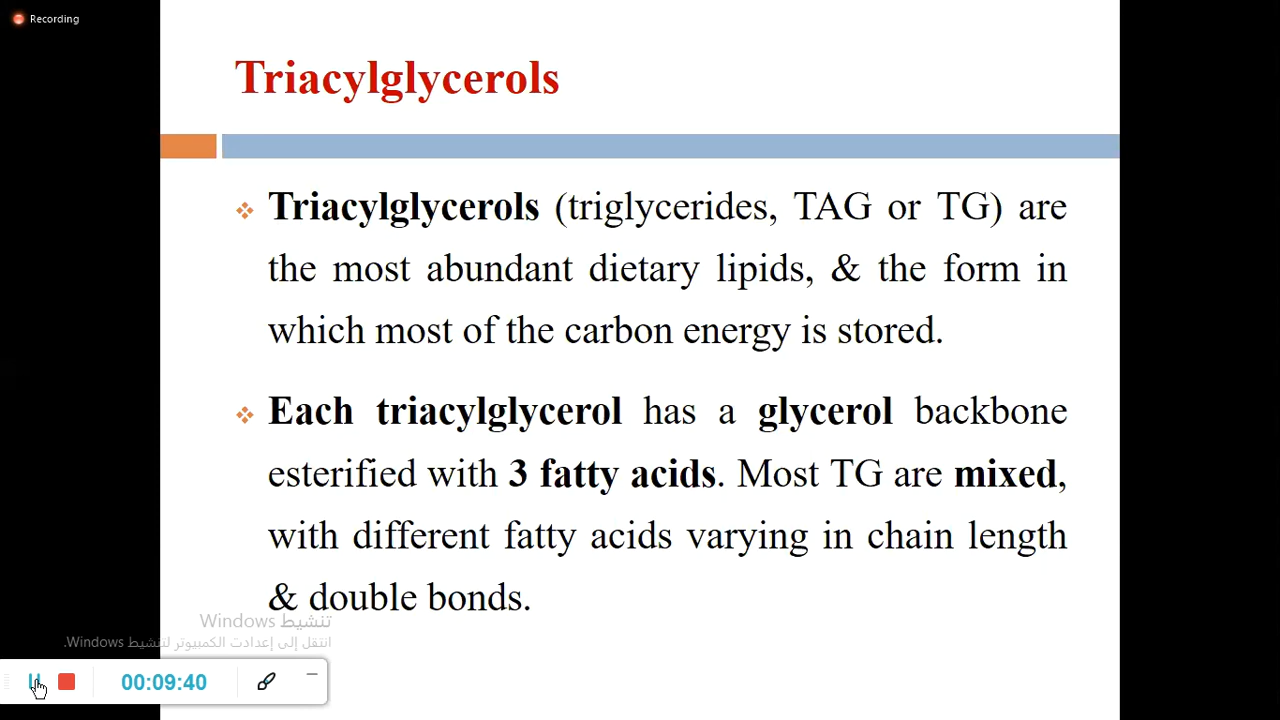 Recording
Triacylglycerols
Triacylglycerols (triglycerides, TAG or TG) are
the most abundant dietary lipids, & the form in
which most of the carbon energy is stored.
Each triacylglycerol has a glycerol backbone
esterified with 3 fatty acids. Most TG are mixed,
with different fatty acids varying in chain length
& double bonds.
تنشيط Windows
انتقل إلى إعدادت الكمبيوتر لتنشيط Windows.
00:09:40